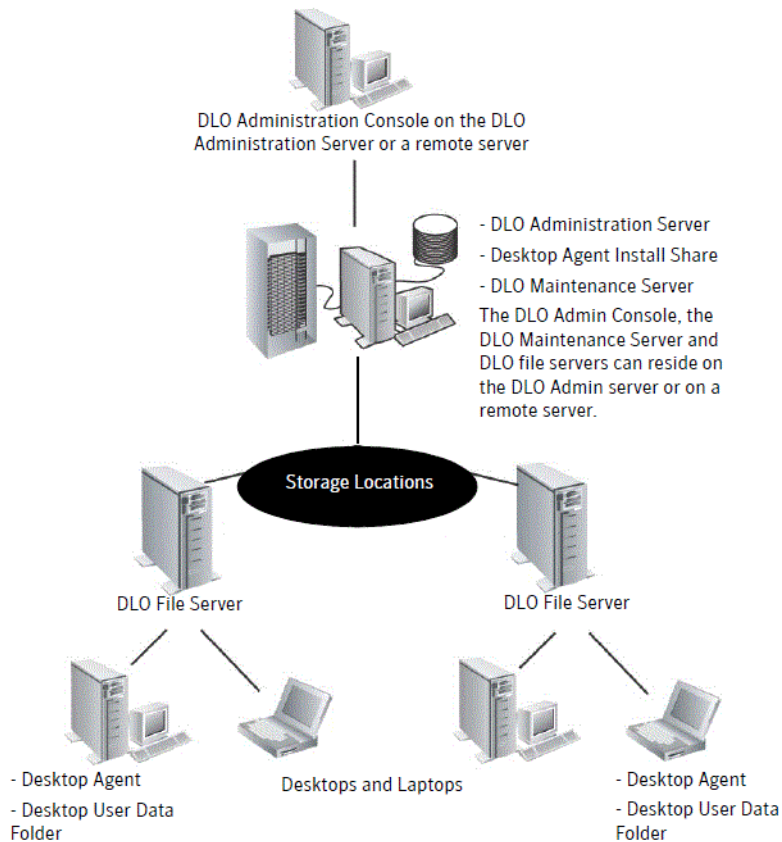 DLO Administration Console on the DLO
Administration Server or a remote server
- DLO Administration Server
- Desktop Agent Install Share
- DLO Maintenance Server
The DLO Admin Console, the
DLO Maintenance Server and
DLO file servers can reside on
the DLO Admin server or on a
remote server.
Storage Locations
DLO File Server
DLO File Server
- Desktop Agent
- Desktop User Data
Folder
Desktops and Laptops
- Desktop Agent
- Desktop User Data
Folder